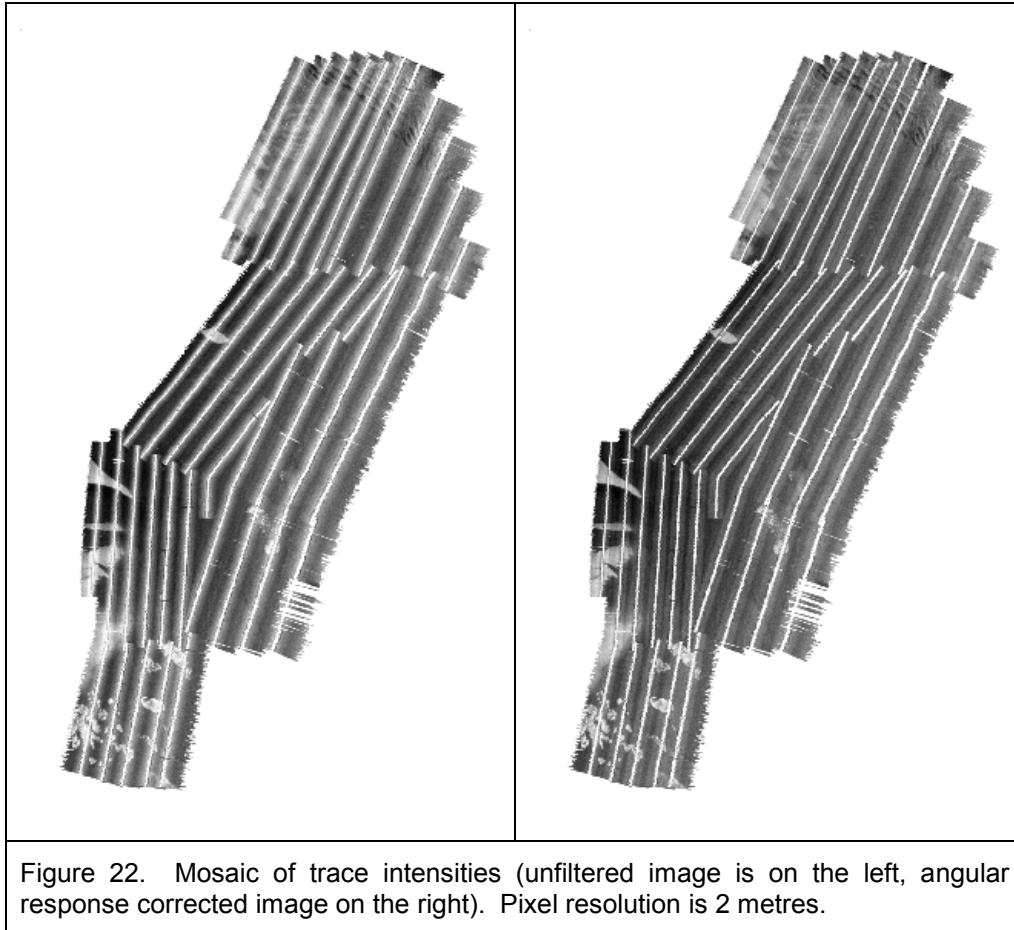 Figure 22. Mosaic of trace intensities (unfiltered image is on the left, angular
response corrected image on the right). Pixel resolution is 2 metres.